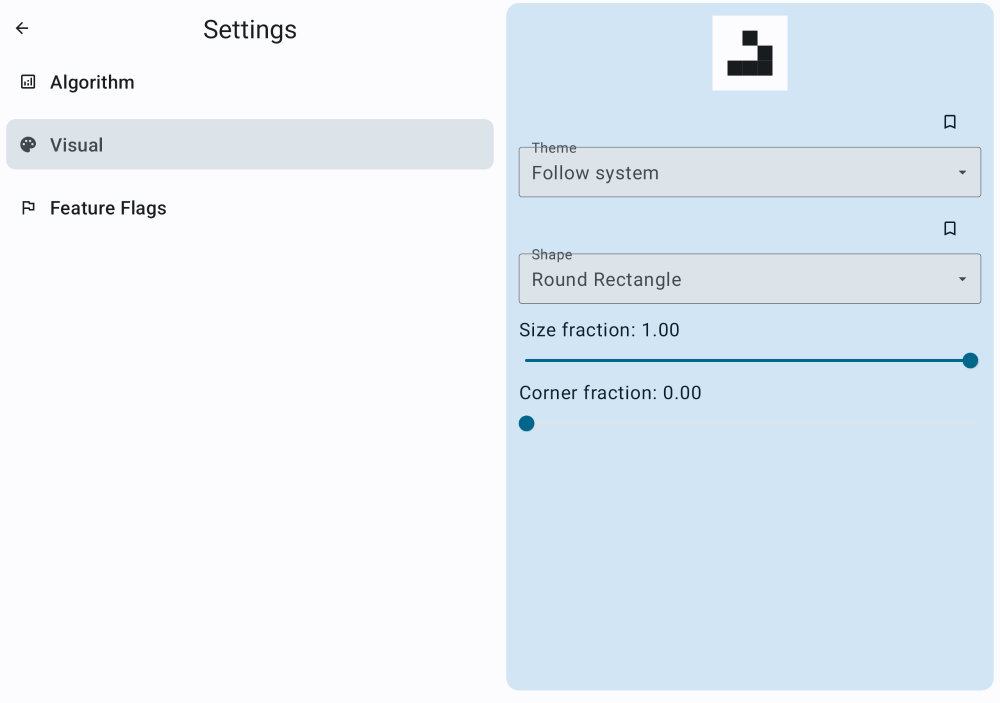 Settings
Algorithm
Visual
Feature Flags
Theme
Follow system
Shape
Round Rectangle
Size fraction: 1.00
Corner fraction: 0.00